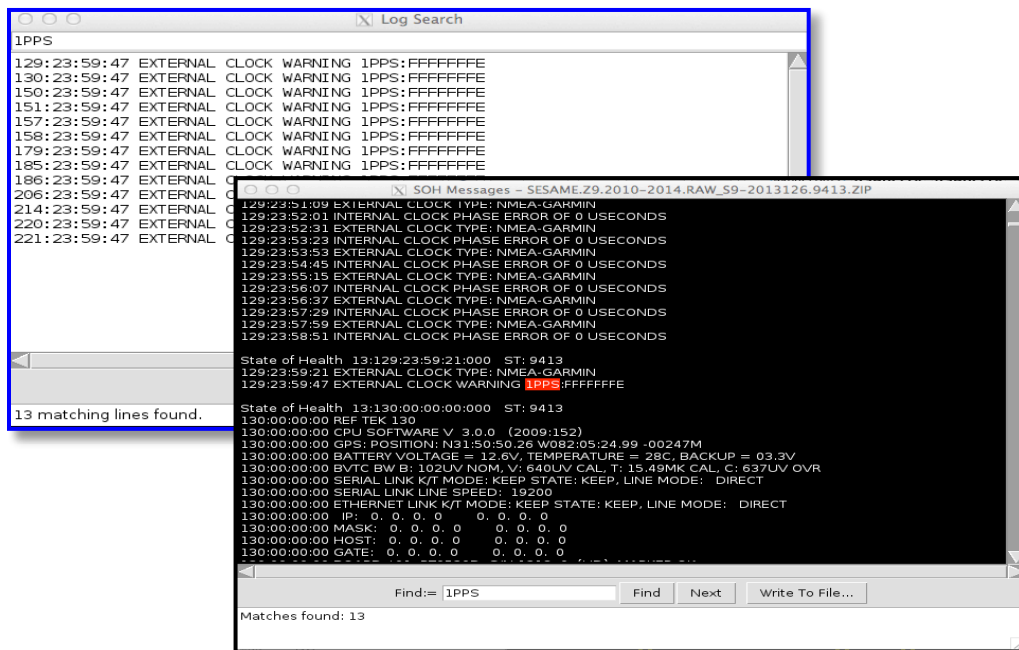 Log Search
1PPS
129:23:59:47 EXTERNAL CLOCK WARNING 1PPS:FFFFFFFE
130:23:59:47 EXTERNAL CLOCK WARNING 1PPS:FFFFFFFE
150:23:59:47 EXTERNAL CLOCK WARNING 1PPS:FFFFFFFE
151:23:59:47 EXTERNAL CLOCK WARNING 1PPS:FFFFFFFE
157:23:59:47 EXTERNAL CLOCK WARNING 1PPS:FFFFFFFE
158:23:59:47 EXTERNAL CLOCK WARNING 1PPS:FFFFFFFE
179:23:59:47 EXTERNAL CLOCK WARNING 1PPS:FFFFFFFE
185:23:59:47 EXTERNAL CLOCK WARNING 1PPS:FFFFFFFE
186:23:59:47 EXTERNAL
206:23:59:47 EXTERNAL
214:23:59:47 EXTERNAL
220:23:59:47 EXTERNAL
221:23:59:47 EXTERNAL
13 matching lines found.
SOH Messages - SESAME.Z9.2010-2014.RAW_S9-2013126.9413.ZIP
129:23:51:09 EXTERNAL CLOCK TYPE: NMEA-GARMIN
129:23:52:01 INTERNAL CLOCK PHASE ERROR OF 0 USECONDS
129:23:52:31 EXTERNAL CLOCK TYPE: NMEA-GARMIN
129:23:53:23 INTERNAL CLOCK PHASE ERROR OF 0 USECONDS
129:23:53:53 EXTERNAL CLOCK TYPE: NMEA-GARMIN
129:23:54:45 INTERNAL CLOCK PHASE ERROR OF 0 USECONDS
129:23:55:15 EXTERNAL CLOCK TYPE: NMEA-GARMIN
129:23:56:07 INTERNAL CLOCK PHASE ERROR OF 0 USECONDS
129:23:56:37 EXTERNAL CLOCK TYPE: NMEA-GARMIN
129:23:57:29 INTERNAL CLOCK PHASE ERROR OF 0 USECONDS
129:23:57:59 EXTERNAL CLOCK TYPE: NMEA-GARMIN
129:23:58:51 INTERNAL CLOCK PHASE ERROR OF 0 USECONDS
State of Health  13:129:23:59:21:000   ST: 9413
129:23:59:21 EXTERNAL CLOCK TYPE: NMEA-GARMIN
129:23:59:47 EXTERNAL CLOCK WARNING 1PPS:FFFFFFFE
State of Health  13:130:00:00:00:000   ST: 9413
130:00:00:00 REF TEK 130
130:00:00:00 CPU SOFTWARE V  3.0.0   (2009:152)
130:00:00:00 GPS: POSITION: N31:50:50.26 W082:05:24.99 -00247M
130:00:00:00 BATTERY VOLTAGE = 12.6V, TEMPERATURE = 28C, BACKUP = 03.3V
130:00:00:00 BVTC BW B: 102UV NOM, V: 640UV CAL, T: 15.49MK CAL, C: 637UV OVR
130:00:00:00 SERIAL LINK K/T MODE: KEEP STATE: KEEP, LINE MODE:   DIRECT
130:00:00:00 SERIAL LINK LINE SPEED:  19200
130:00:00:00 ETHERNET LINK K/T MODE: KEEP STATE: KEEP, LINE MODE:   DIRECT
130:00:00:00   IP:   0.  0.  0.  0       0.  0.  0.  0
130:00:00:00 MASK:   0.  0.  0.  0       0.  0.  0.  0
130:00:00:00 HOST:   0.  0.  0.  0       0.  0.  0.  0
130:00:00:00 GATE:   0.  0.  0.  0       0.  0.  0.  0
Find:= 1PPS Find Next Write To File...
Matches found: 13